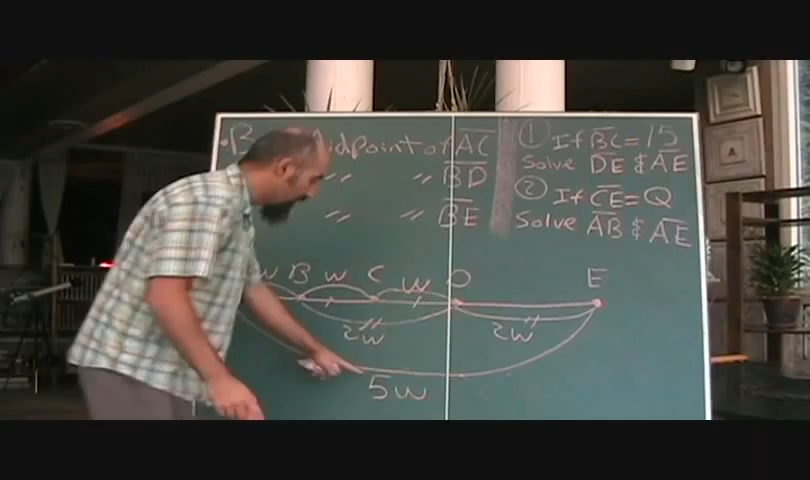 .B midpoint of AC
〃 〃 BD
〃 〃 BE
① If BC = 15
Solve DE & AE
② If CE = Q
Solve AB & AE
w B w C w D E
2w 2w
5w